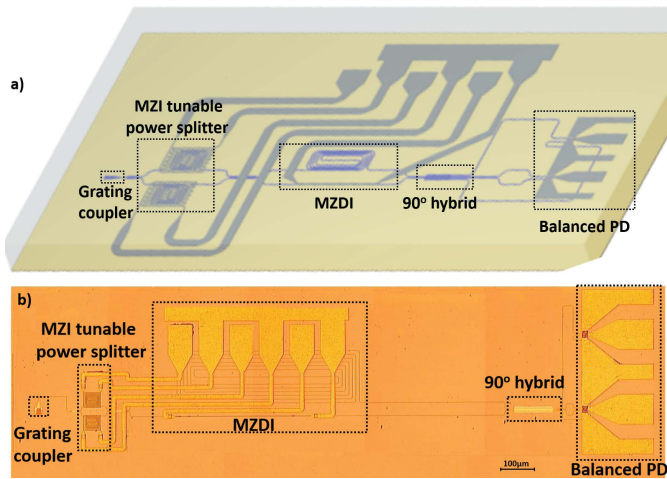 a)
MZI tunable
power splitter
Grating
coupler
MZDI
90° hybrid
Balanced PD
b)
MZI tunable
power splitter
Grating
coupler
MZDI
90° hybrid
100μm
Balanced PD